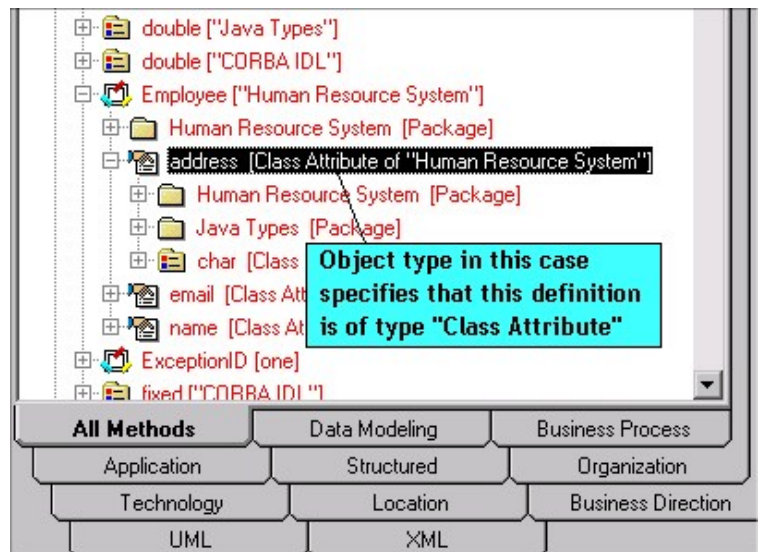 double ["Java Types"]
double ["CORBA IDL"]
Employee ["Human Resource System"]
Human Resource System [Package]
address [Class Attribute of "Human Resource System"]
Human Resource System [Package]
Java Types [Package]
char [Class
Object type in this case
specifies that this definition
is of type "Class Attribute"
email [Class Att
name [Class At
ExceptionID [one]
fixed ["CORBA IDL"]
All Methods
Data Modeling
Business Process
Application
Structured
Organization
Technology
Location
Business Direction
UML
XML